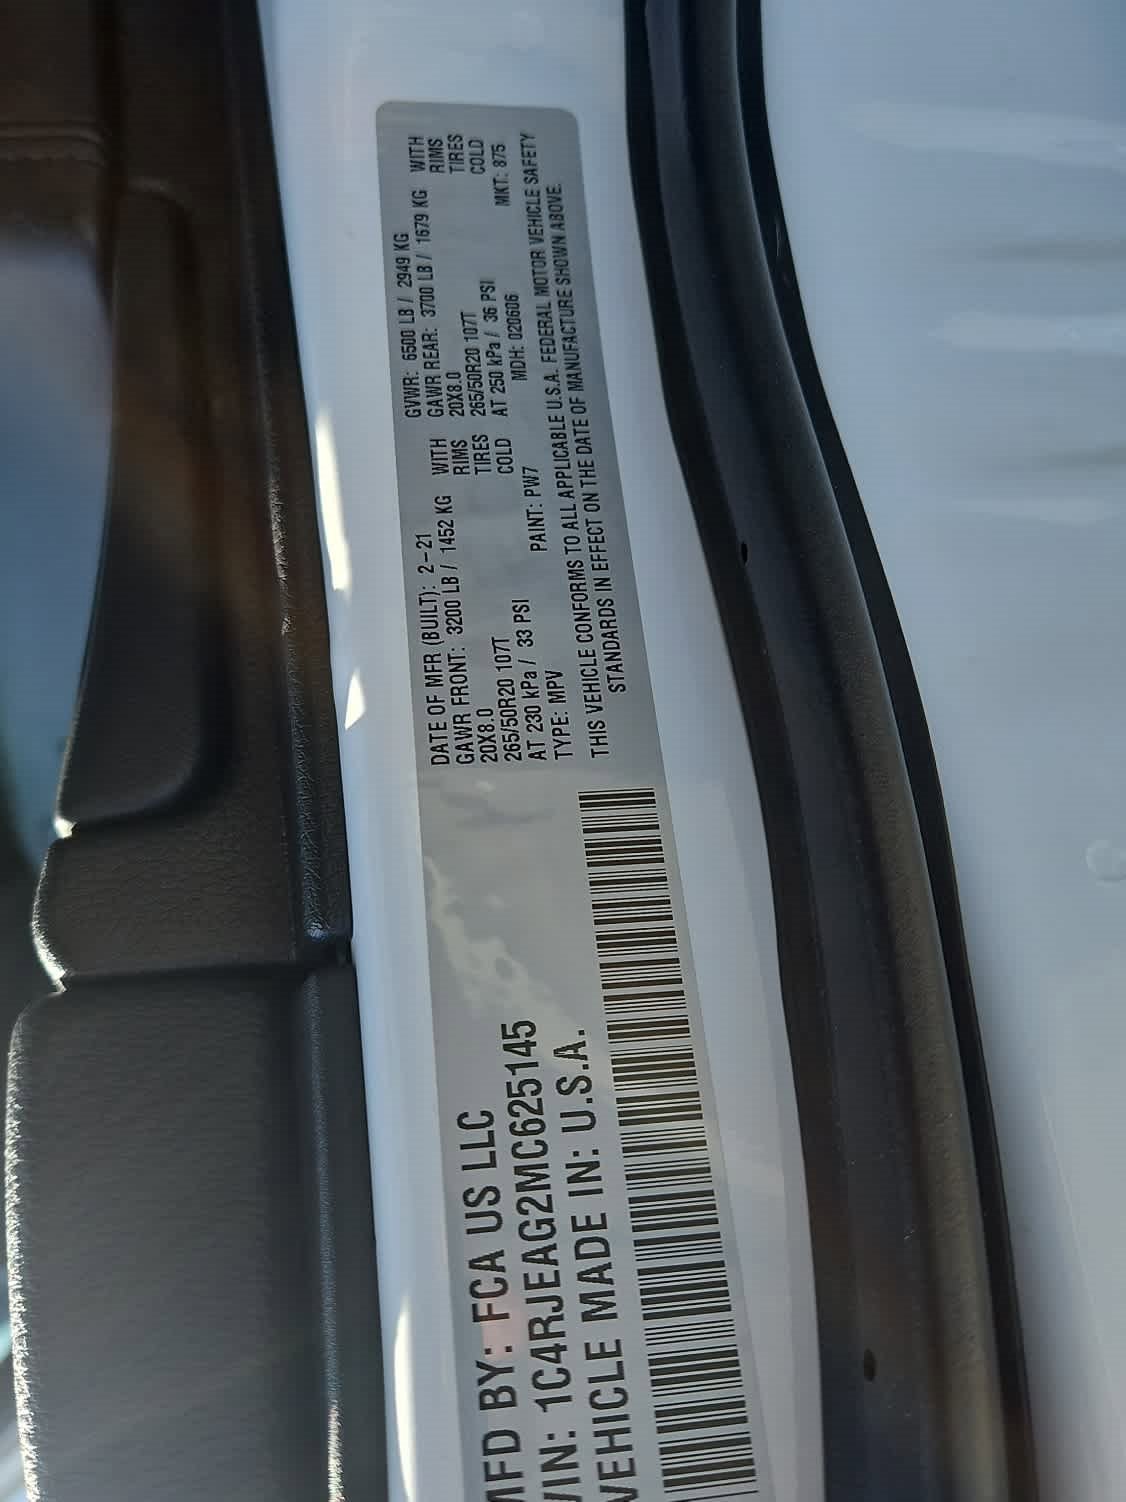 MFD BY: FCA US LLC
VIN: 1C4RJEAG2MC625145
VEHICLE MADE IN: U.S.A.
DATE OF MFR (BUILT): 2-21 GVWR: 6500 LB / 2949 KG
GAWR FRONT: 3200 LB / 1452 KG WITH GAWR REAR: 3700 LB / 1679 KG WITH
20X8.0 RIMS 20X8.0 RIMS
265/50R20 107T TIRES 265/50R20 107T TIRES
AT 230 kPa / 33 PSI COLD AT 250 kPa / 36 PSI COLD
TYPE: MPV PAINT: PW7 MDH: 020606 MKT: 875
THIS VEHICLE CONFORMS TO ALL APPLICABLE U.S.A. FEDERAL MOTOR VEHICLE SAFETY
STANDARDS IN EFFECT ON THE DATE OF MANUFACTURE SHOWN ABOVE.